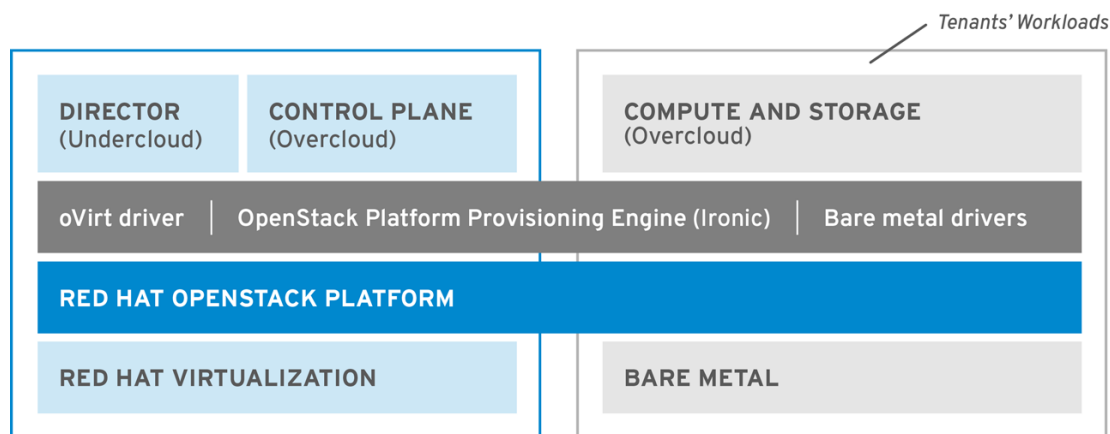 Tenants' Workloads
DIRECTOR
(Undercloud)
CONTROL PLANE
(Overcloud)
COMPUTE AND STORAGE
(Overcloud)
oVirt driver | OpenStack Platform Provisioning Engine (Ironic) | Bare metal drivers
RED HAT OPENSTACK PLATFORM
RED HAT VIRTUALIZATION
BARE METAL